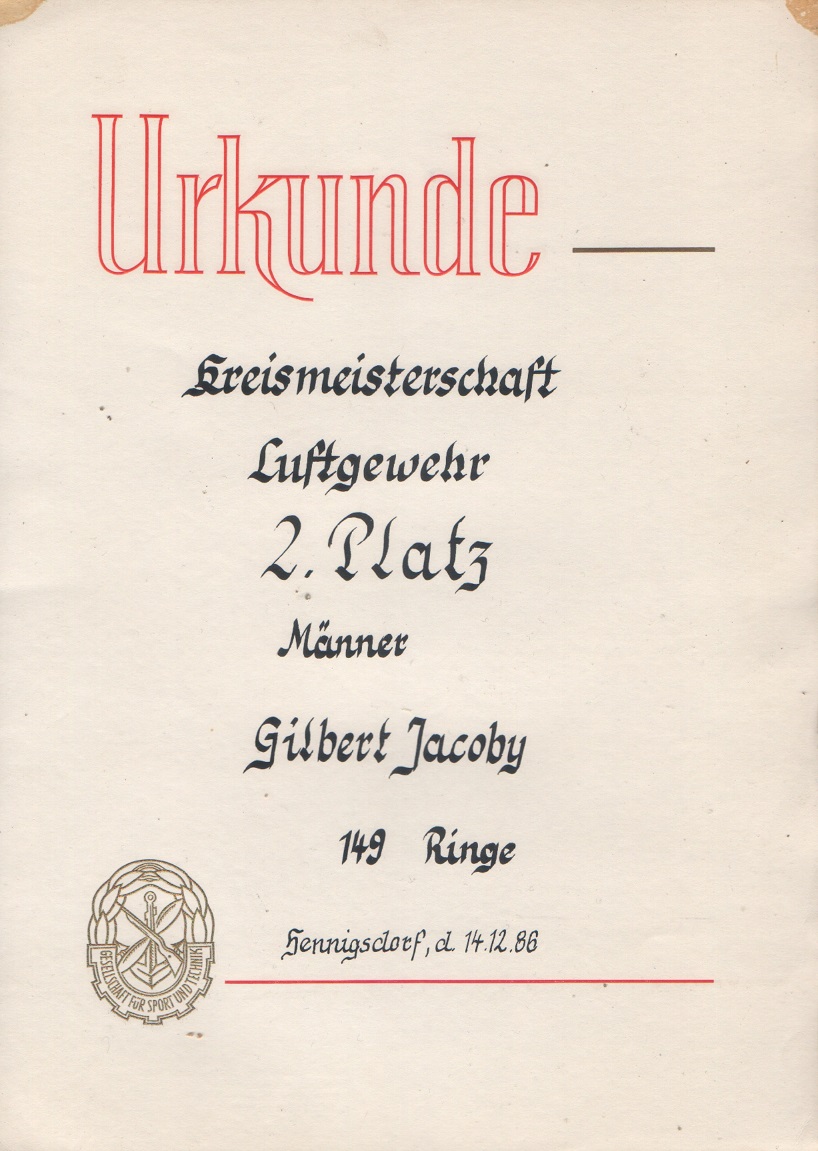 Urkunde
Kreismeisterschaft
Luftgewehr
2. Platz
Männer
Gilbert Jacoby
149 Ringe
Hennigsdorf, d. 14.12.86
GESELLSCHAFT FÜR SPORT UND TECHNIK